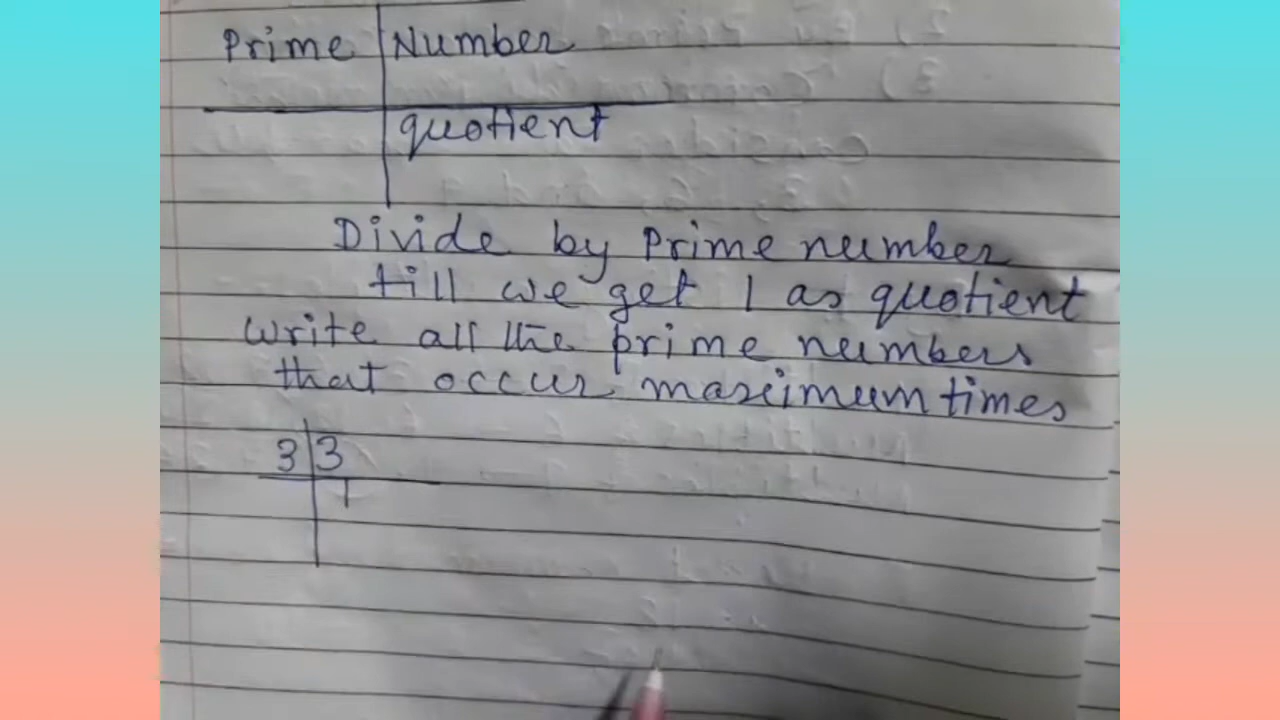 Prime Number
quotient
Divide by Prime number
till we get 1 as quotient
write all the prime numbers
that occur maximum times
3 3
1